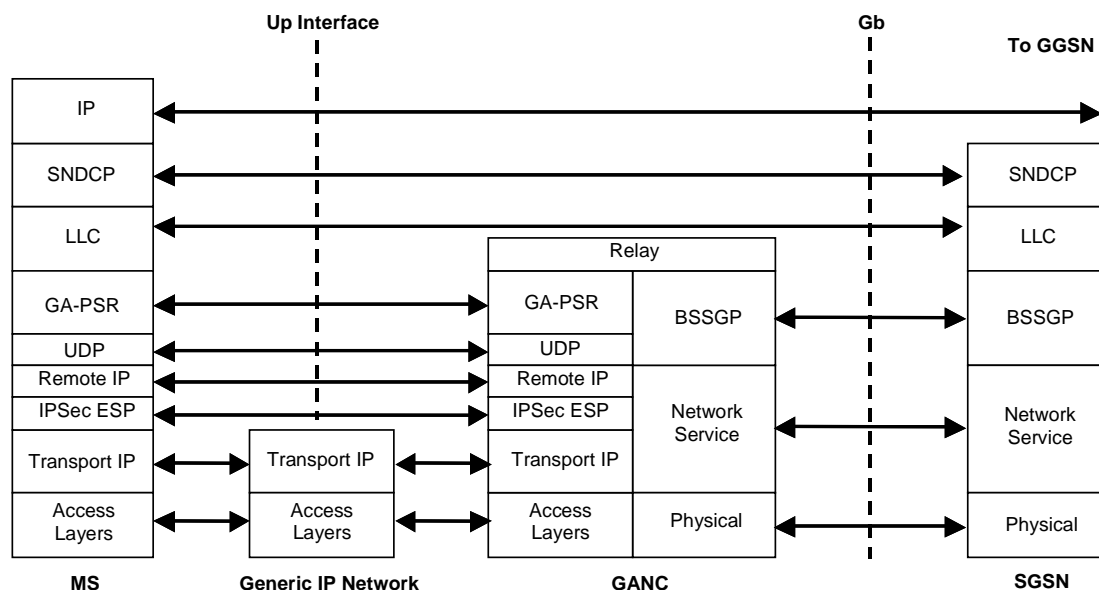 Up Interface
Gb
To GGSN
IP
SNDCP
SNDCP
LLC
LLC
Relay
GA-PSR
GA-PSR
BSSGP
BSSGP
UDP
UDP
Remote IP
Remote IP
IPSec ESP
IPSec ESP
Network
Service
Network
Service
Transport IP
Transport IP
Transport IP
Access
Layers
Access
Layers
Access
Layers
Physical
Physical
MS
Generic IP Network
GANC
SGSN